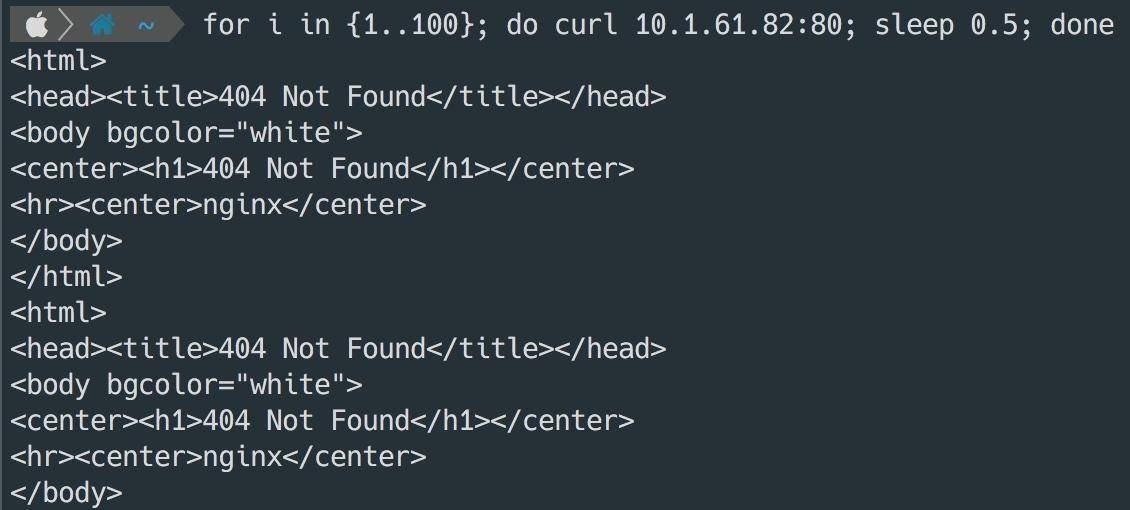 ~ for i in {1..100}; do curl 10.1.61.82:80; sleep 0.5; done
<html>
<head><title>404 Not Found</title></head>
<body bgcolor="white">
<center><h1>404 Not Found</h1></center>
<hr><center>nginx</center>
</body>
</html>
<html>
<head><title>404 Not Found</title></head>
<body bgcolor="white">
<center><h1>404 Not Found</h1></center>
<hr><center>nginx</center>
</body>